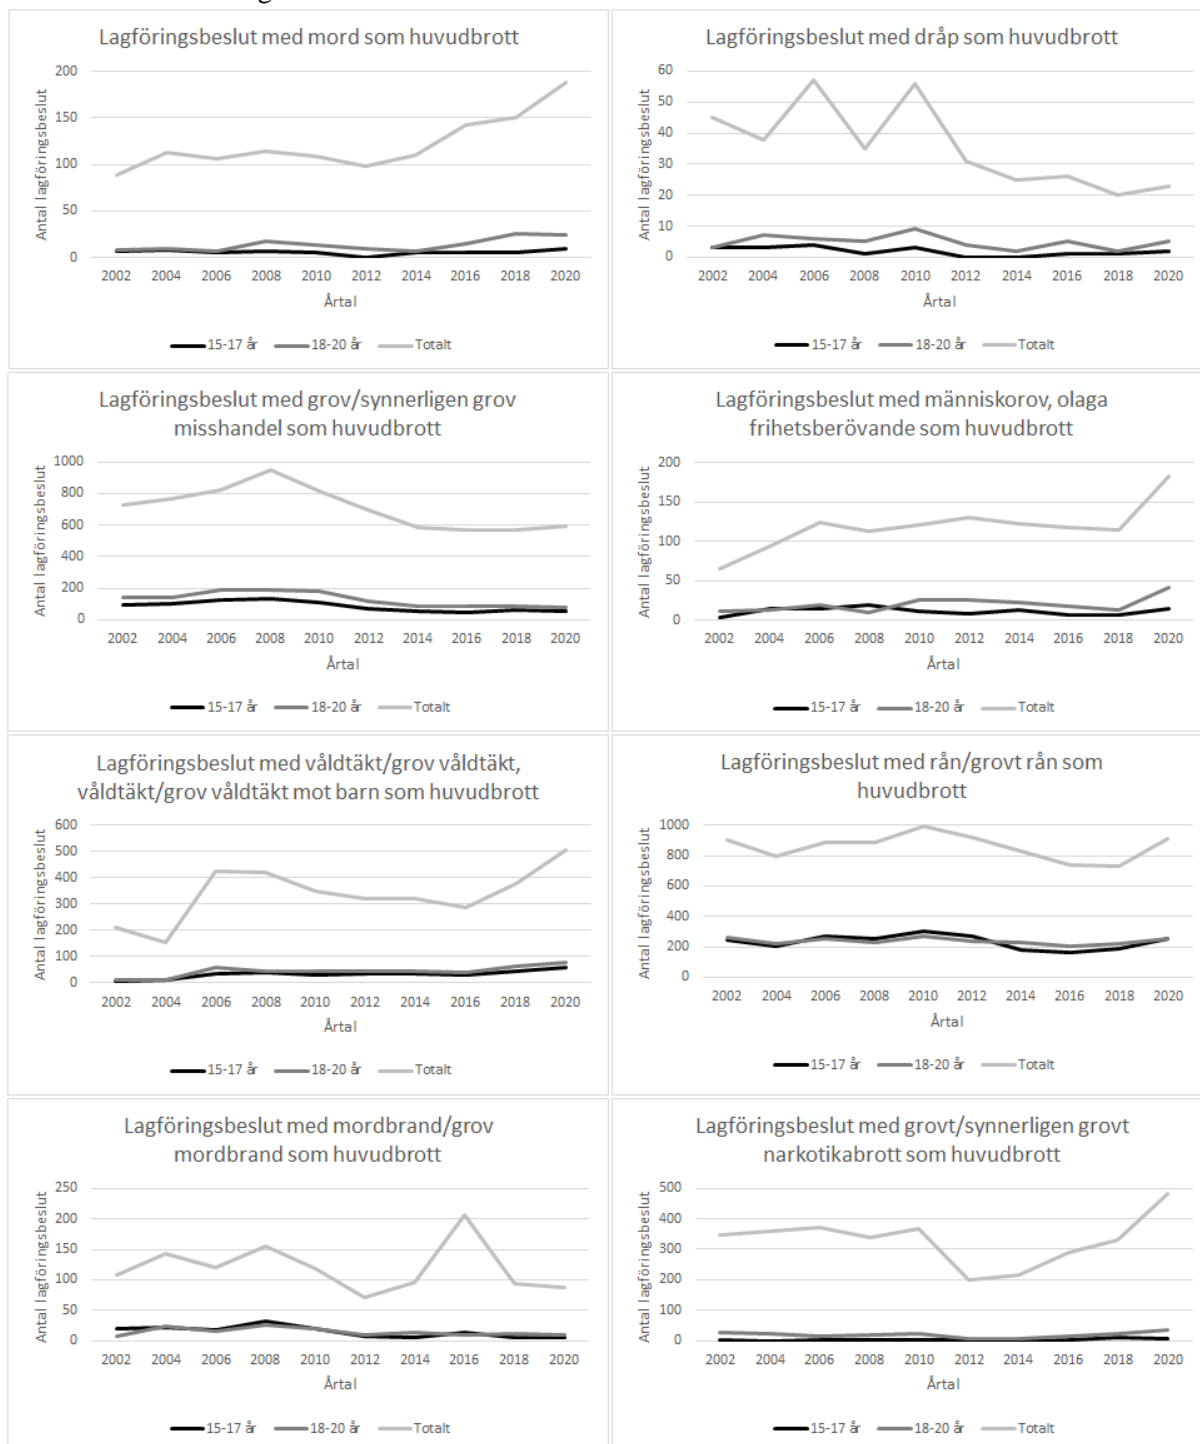 Lagföringsbeslut med mord som huvudbrott
Antal lagföringsbeslut
200
150
100
50
0
2002 2004 2006 2008 2010 2012 2014 2016 2018 2020
Årtal
15-17 år 18-20 år Totalt
Lagföringsbeslut med dråp som huvudbrott
Antal lagföringsbeslut
60
50
40
30
20
10
0
2002 2004 2006 2008 2010 2012 2014 2016 2018 2020
Årtal
15-17 år 18-20 år Totalt
Lagföringsbeslut med grov/synnerligen grov
misshandel som huvudbrott
Antal lagföringsbeslut
1000
800
600
400
200
0
2002 2004 2006 2008 2010 2012 2014 2016 2018 2020
Årtal
15-17 år 18-20 år Totalt
Lagföringsbeslut med människorov, olaga
frihetsberövande som huvudbrott
Antal lagföringsbeslut
200
150
100
50
0
2002 2004 2006 2008 2010 2012 2014 2016 2018 2020
Årtal
15-17 år 18-20 år Totalt
Lagföringsbeslut med våldtäkt/grov våldtäkt,
våldtäkt/grov våldtäkt mot barn som huvudbrott
Antal lagföringsbeslut
600
500
400
300
200
100
0
2002 2004 2006 2008 2010 2012 2014 2016 2018 2020
Årtal
15-17 år 18-20 år Totalt
Lagföringsbeslut med rån/grovt rån som
huvudbrott
Antal lagföringsbeslut
1000
800
600
400
200
0
2002 2004 2006 2008 2010 2012 2014 2016 2018 2020
Årtal
15-17 år 18-20 år Totalt
Lagföringsbeslut med mordbrand/grov
mordbrand som huvudbrott
Antal lagföringsbeslut
250
200
150
100
50
0
2002 2004 2006 2008 2010 2012 2014 2016 2018 2020
Årtal
15-17 år 18-20 år Totalt
Lagföringsbeslut med grovt/synnerligen grovt
narkotikabrott som huvudbrott
Antal lagföringsbeslut
500
400
300
200
100
0
2002 2004 2006 2008 2010 2012 2014 2016 2018 2020
Årtal
15-17 år 18-20 år Totalt